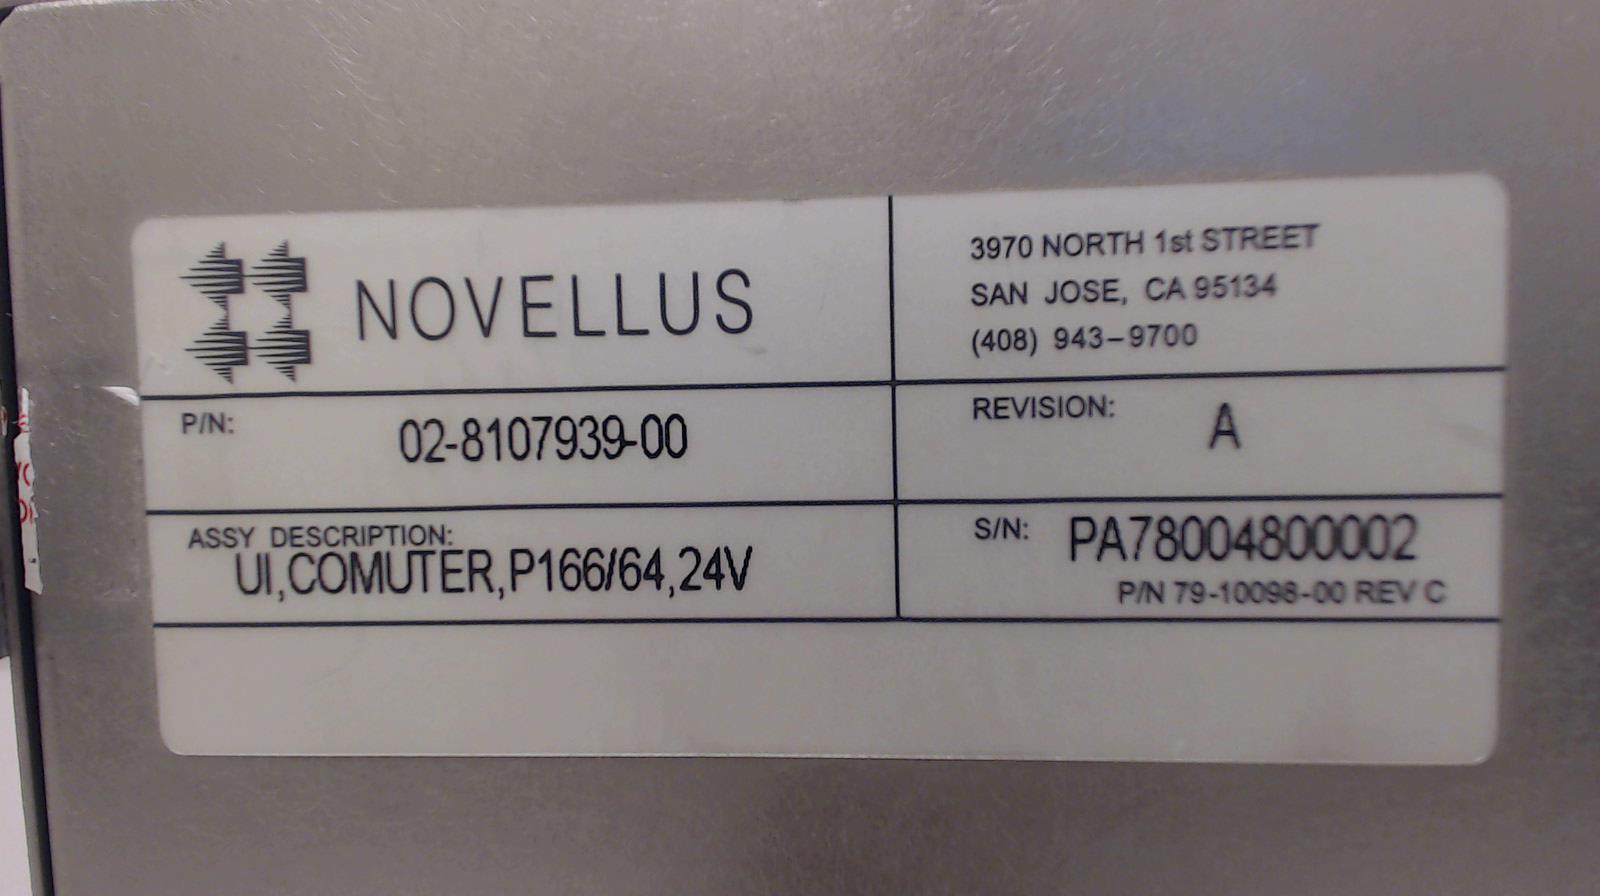 NOVELLUS
3970 NORTH 1st STREET
SAN JOSE, CA 95134
(408) 943-9700
P/N: 02-8107939-00
REVISION: A
ASSY DESCRIPTION:
UI,COMUTER,P166/64,24V
S/N: PA78004800002
P/N 79-10098-00 REV C